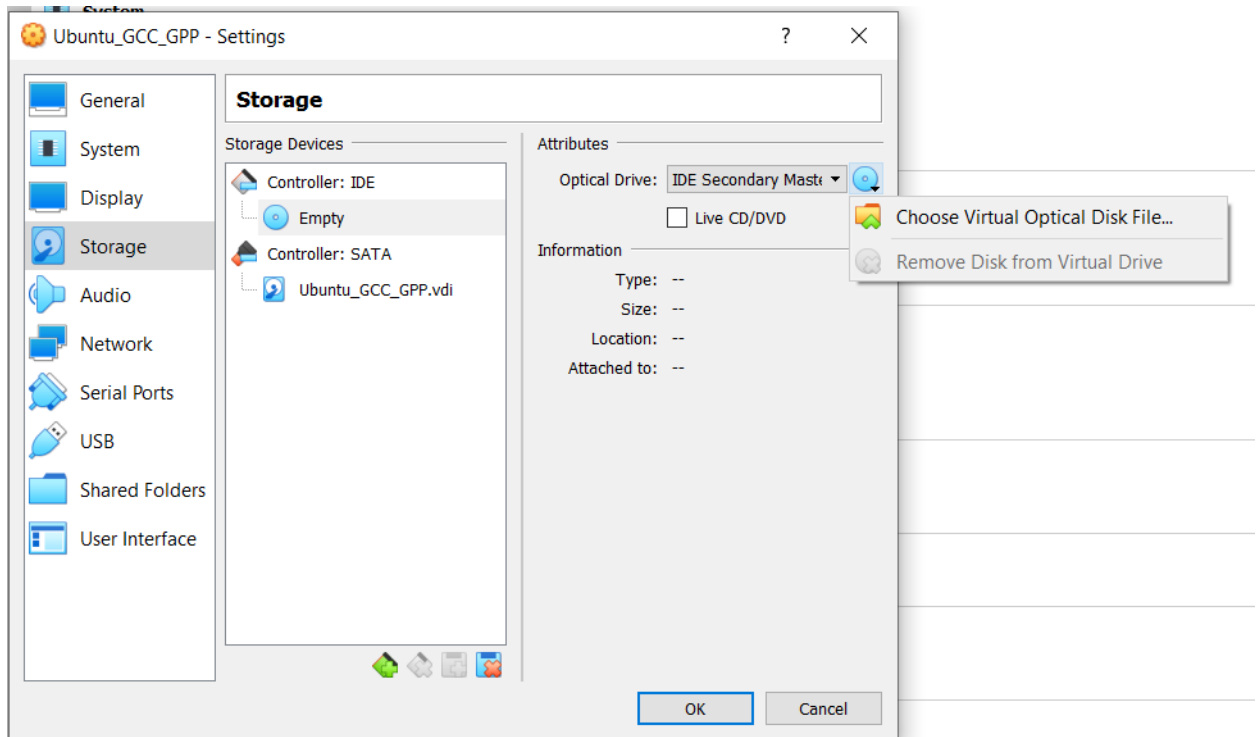 System
Ubuntu_GCC_GPP - Settings
?
General
System
Display
Storage
Audio
Network
Serial Ports
USB
Shared Folders
User Interface
Storage
Storage Devices
Controller: IDE
Empty
Controller: SATA
Ubuntu_GCC_GPP.vdi
Attributes
Optical Drive: IDE Secondary Maste
Live CD/DVD
Information
Type: --
Size: --
Location: --
Attached to: --
Choose Virtual Optical Disk File...
Remove Disk from Virtual Drive
OK Cancel